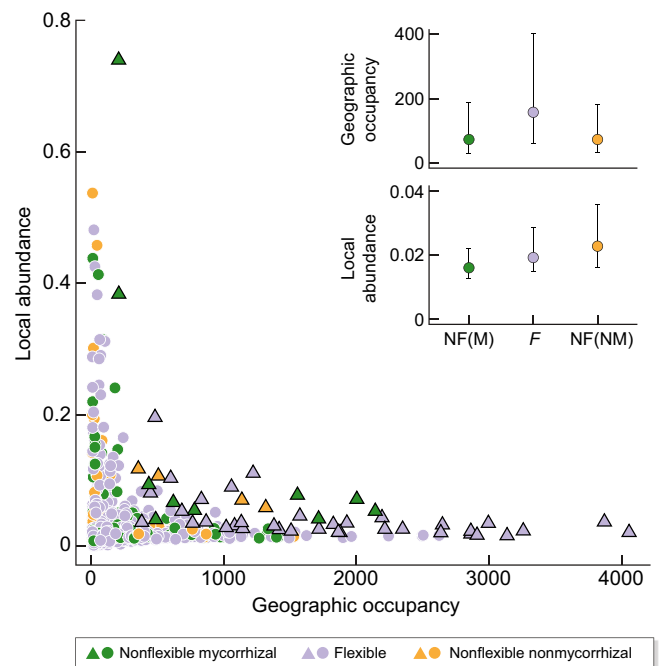 0.8
0.6
0.4
0.2
0
Local abundance
0
1000
2000
3000
4000
Geographic occupancy
400
200
0
Geographic
occupancy
0.04
0.02
0
Local
abundance
NF(M) F NF(NM)
Nonflexible mycorrhizal Flexible Nonflexible nonmycorrhizal